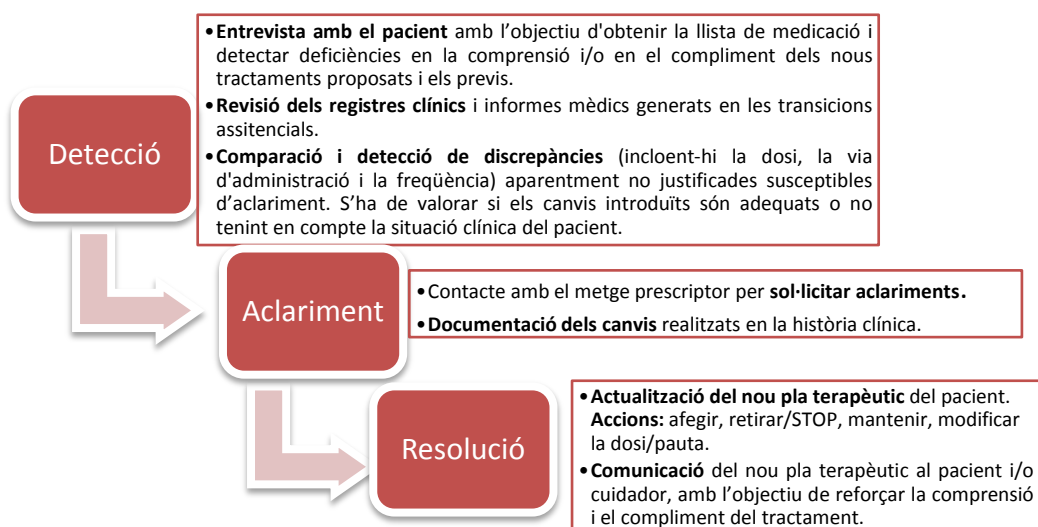 Detecció
•Entrevista amb el pacient amb l’objectiu d'obtenir la llista de medicació i
detectar deficiències en la comprensió i/o en el compliment dels nous
tractaments proposats i els previs.
•Revisió dels registres clínics i informes mèdics generats en les transicions
assitencials.
•Comparació i detecció de discrepàncies (incloent-hi la dosi, la via
d'administració i la freqüència) aparentment no justificades susceptibles
d’aclariment. S’ha de valorar si els canvis introduïts són adequats o no
tenint en compte la situació clínica del pacient.
Aclariment
•Contacte amb el metge prescriptor per sol·licitar aclariments.
•Documentació dels canvis realitzats en la història clínica.
Resolució
•Actualització del nou pla terapèutic del pacient.
Accions: afegir, retirar/STOP, mantenir, modificar
la dosi/pauta.
•Comunicació del nou pla terapèutic al pacient i/o
cuidador, amb l’objectiu de reforçar la comprensió
i el compliment del tractament.